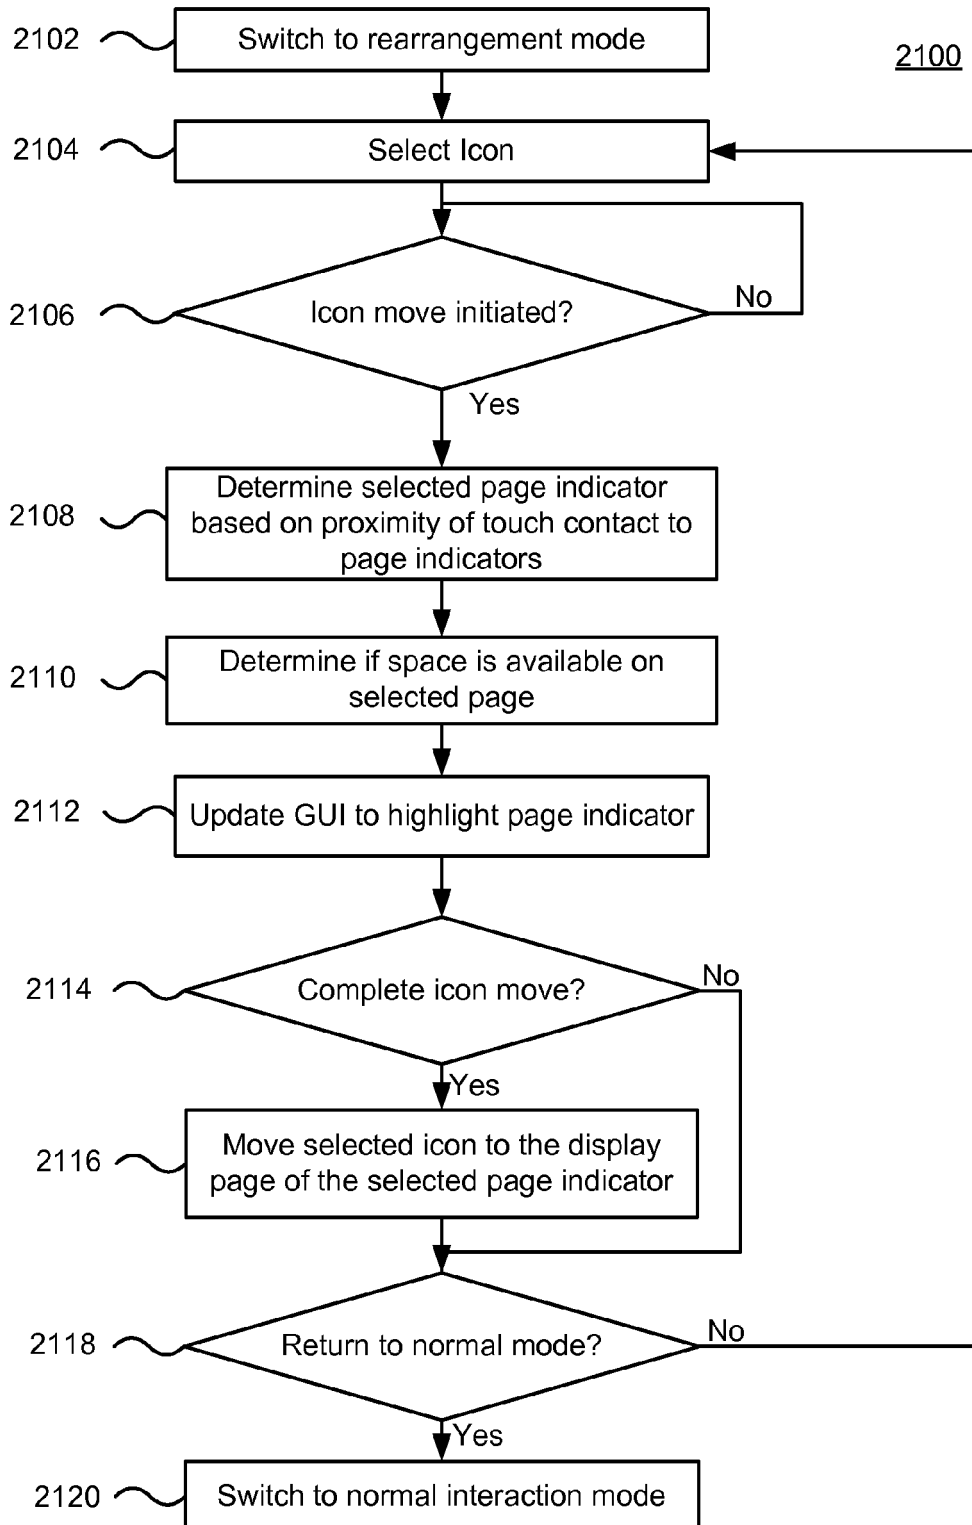 2102
Switch to rearrangement mode
2100
2104
Select Icon
2106
Icon move initiated?
No
Yes
2108
Determine selected page indicator
based on proximity of touch contact to
page indicators
2110
Determine if space is available on
selected page
2112
Update GUI to highlight page indicator
2114
Complete icon move?
No
Yes
2116
Move selected icon to the display
page of the selected page indicator
2118
Return to normal mode?
No
Yes
2120
Switch to normal interaction mode